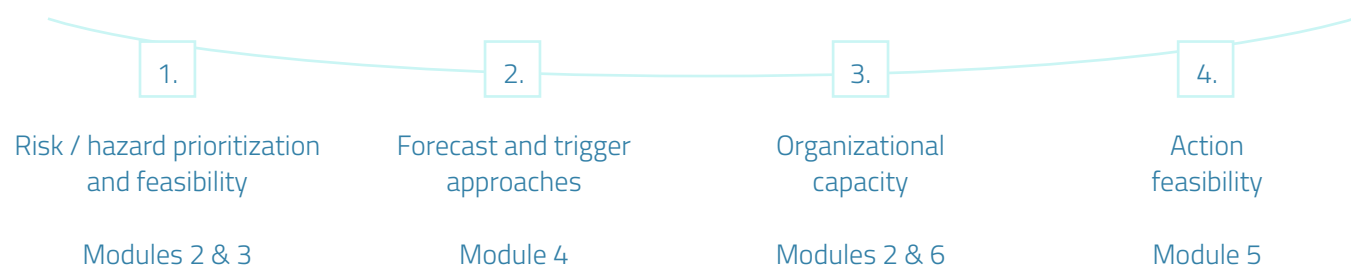 1.
Risk / hazard prioritization
and feasibility
Modules 2 & 3
2.
Forecast and trigger
approaches
Module 4
3.
Organizational
capacity
Modules 2 & 6
4.
Action
feasibility
Module 5